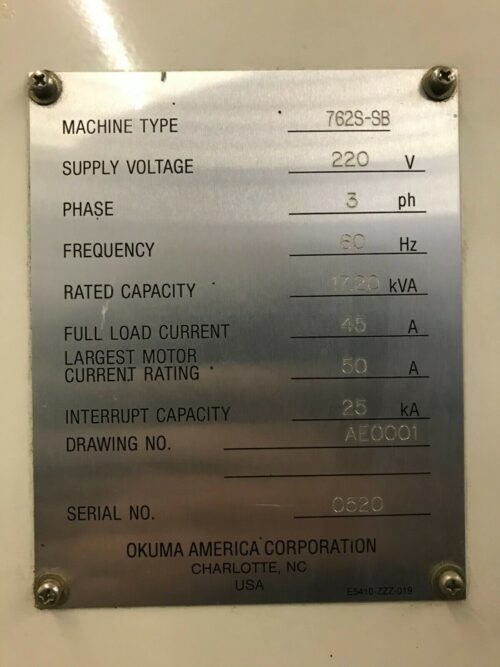 MACHINE TYPE 762S-SB
SUPPLY VOLTAGE 220 V
PHASE 3 ph
FREQUENCY 60 Hz
RATED CAPACITY 17.20 kVA
FULL LOAD CURRENT 45 A
LARGEST MOTOR
CURRENT RATING 50 A
INTERRUPT CAPACITY 25 kA
DRAWING NO. AE0001
SERIAL NO. 0520
OKUMA AMERICA CORPORATION
CHARLOTTE, NC
USA
E5410-ZZZ-019